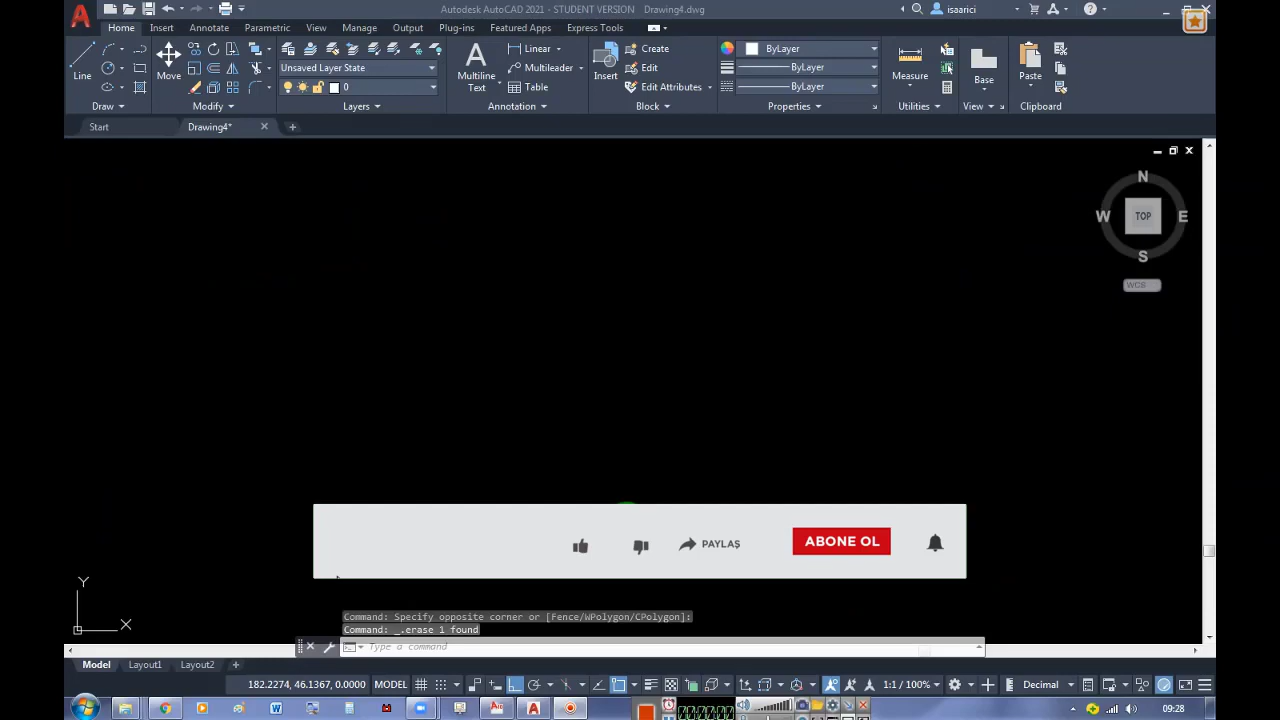 Autodesk AutoCAD 2021 - STUDENT VERSION Drawing4.dwg
isaarici
Home Insert Annotate Parametric View Manage Output Plug-ins Featured Apps Express Tools
Line
Move
Unsaved Layer State
0
Multiline
Text
Linear
Multileader
Table
Insert
Create
Edit
Edit Attributes
ByLayer
ByLayer
ByLayer
Measure
Base
Paste
Draw Modify Layers Annotation Block Properties Utilities View Clipboard
Start Drawing4*
N
W TOP E
S
WCS
PAYLAŞ
ABONE OL
Y
X
Command: Specify opposite corner or [Fence/WPolygon/CPolygon]:
Command: _.erase 1 found
Type a command
Model Layout1 Layout2
182.2274, 46.1367, 0.0000 MODEL 1:1 / 100% Decimal
09:28